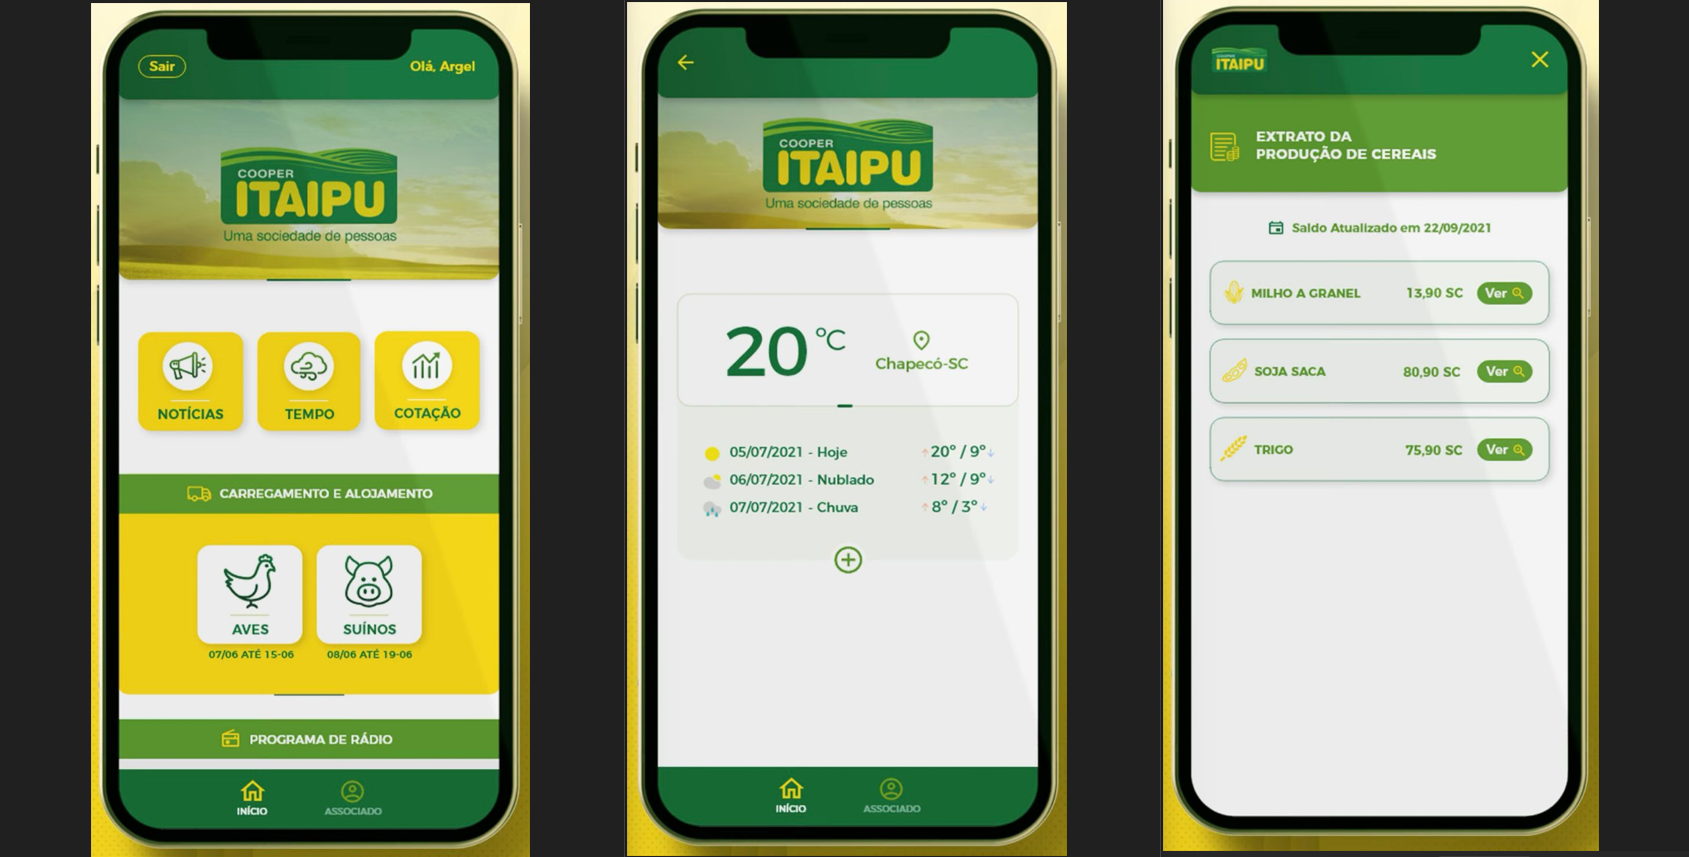 Sair
Olá, Argel
COOPER
ITAIPU
Uma sociedade de pessoas
NOTÍCIAS
TEMPO
COTAÇÃO
CARREGAMENTO E ALOJAMENTO
AVES
SUÍNOS
07/06 ATÉ 15-06
08/06 ATÉ 19-06
PROGRAMA DE RÁDIO
INÍCIO
ASSOCIADO
COOPER
ITAIPU
Uma sociedade de pessoas
20 °C
Chapecó-SC
05/07/2021 - Hoje ↑20° / 9°↓
06/07/2021 - Nublado ↑12° / 9°↓
07/07/2021 - Chuva ↑8° / 3°↓
INÍCIO
ASSOCIADO
COOPER
ITAIPU
EXTRATO DA
PRODUÇÃO DE CEREAIS
Saldo Atualizado em 22/09/2021
MILHO A GRANEL 13,90 SC Ver
SOJA SACA 80,90 SC Ver
TRIGO 75,90 SC Ver